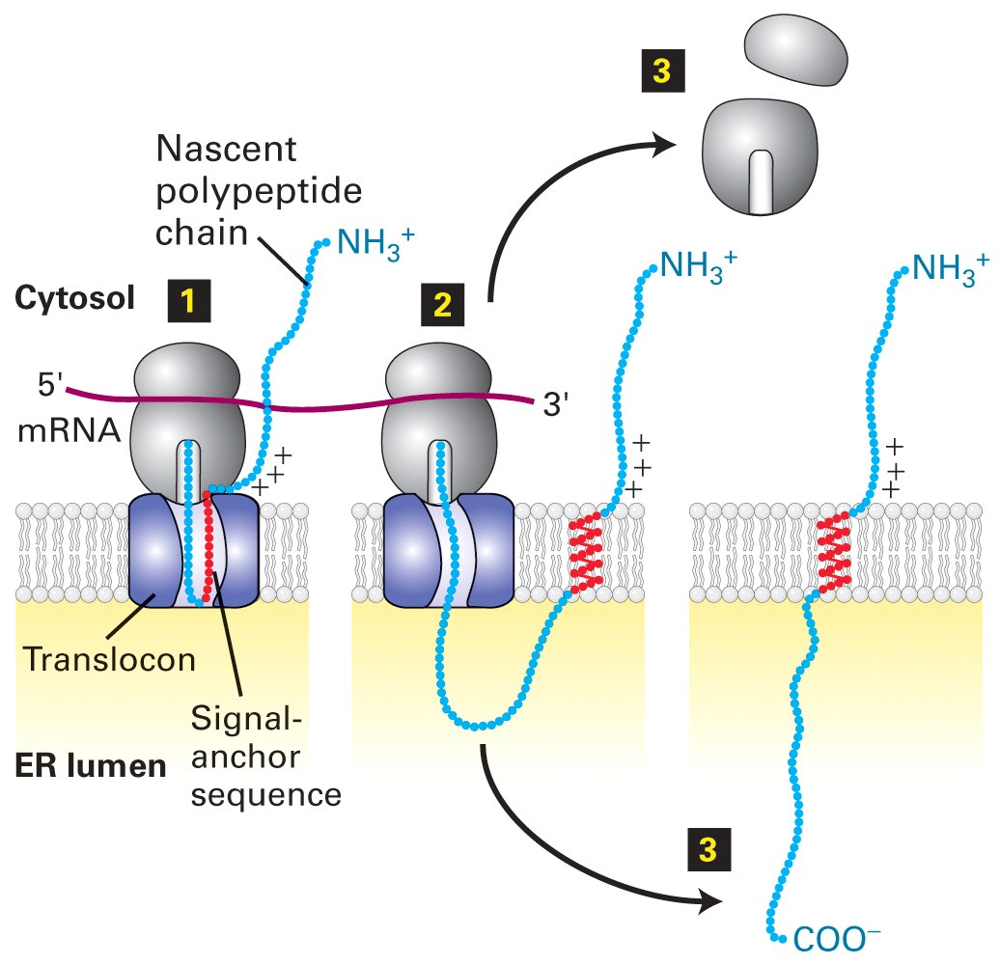 3
Nascent
polypeptide
chain
NH₃⁺
NH₃⁺
NH₃⁺
Cytosol
1
2
5'
3'
mRNA
+
+
+
+
+
+
+
+
+
Translocon
Signal-
anchor
sequence
ER lumen
3
COO⁻